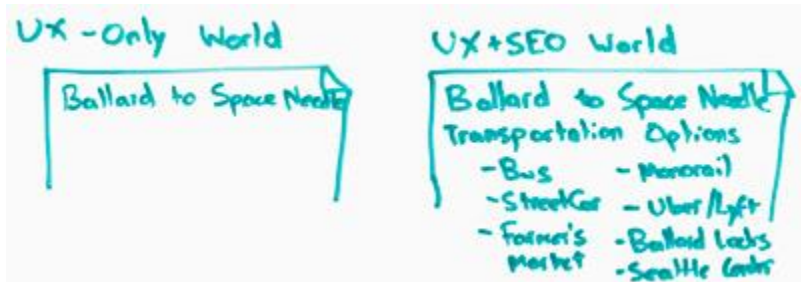 UX-Only World
Ballard to Space Needle
UX+SEO World
Ballard to Space Needle
Transportation Options
- Bus
- StreetCar
- Farmer's
Market
- Monorail
- Uber/Lyft
- Ballard Locks
- Seattle Center